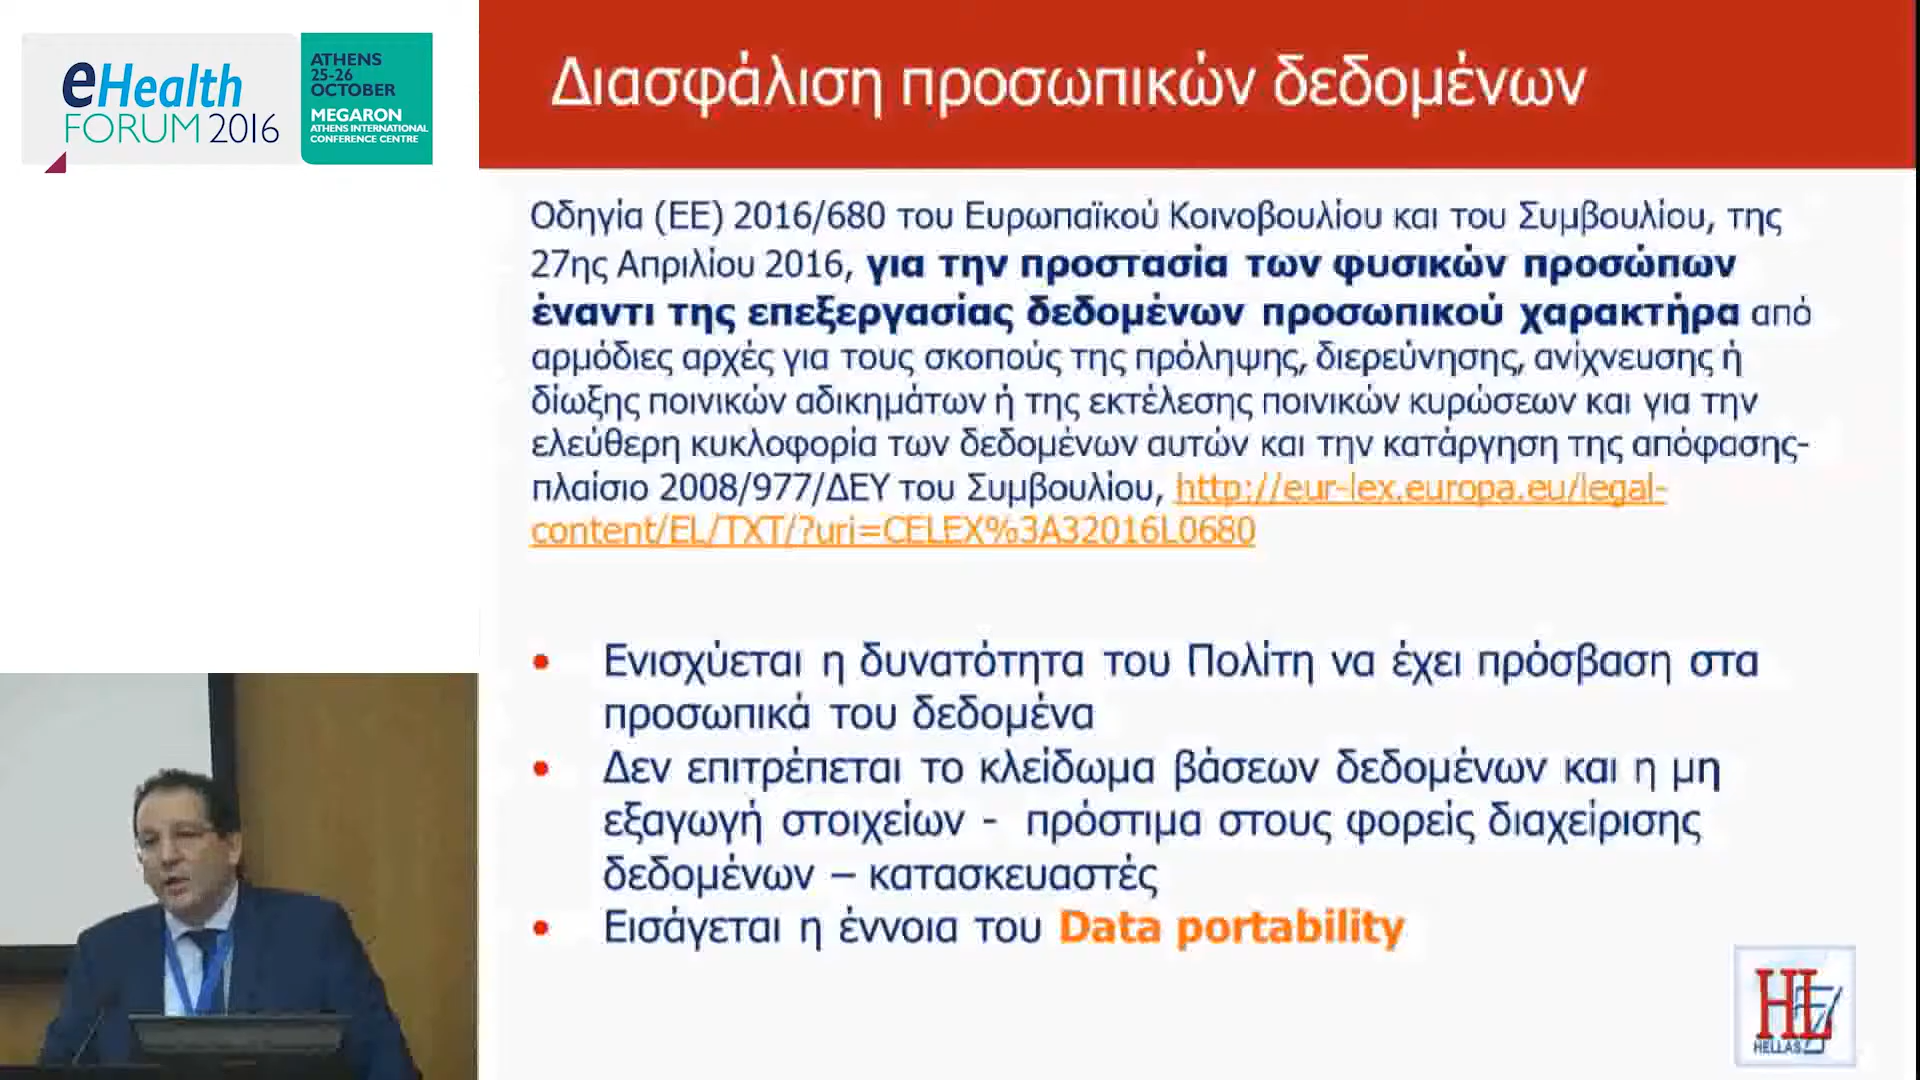 eHealth
FORUM 2016
ATHENS
25-26
OCTOBER
MEGARON
ATHENS INTERNATIONAL
CONFERENCE CENTRE
Διασφάλιση προσωπικών δεδομένων
Οδηγία (ΕΕ) 2016/680 του Ευρωπαϊκού Κοινοβουλίου και του Συμβουλίου, της
27ης Απριλίου 2016, για την προστασία των φυσικών προσώπων
έναντι της επεξεργασίας δεδομένων προσωπικού χαρακτήρα από
αρμόδιες αρχές για τους σκοπούς της πρόληψης, διερεύνησης, ανίχνευσης ή
δίωξης ποινικών αδικημάτων ή της εκτέλεσης ποινικών κυρώσεων και για την
ελεύθερη κυκλοφορία των δεδομένων αυτών και την κατάργηση της απόφασης-
πλαίσιο 2008/977/ΔΕΥ του Συμβουλίου, http://eur-lex.europa.eu/legal-
content/EL/TXT/?uri=CELEX%3A32016L0680
• Ενισχύεται η δυνατότητα του Πολίτη να έχει πρόσβαση στα
προσωπικά του δεδομένα
• Δεν επιτρέπεται το κλείδωμα βάσεων δεδομένων και η μη
εξαγωγή στοιχείων - πρόστιμα στους φορείς διαχείρισης
δεδομένων – κατασκευαστές
• Εισάγεται η έννοια του Data portability
HL7
HELLAS